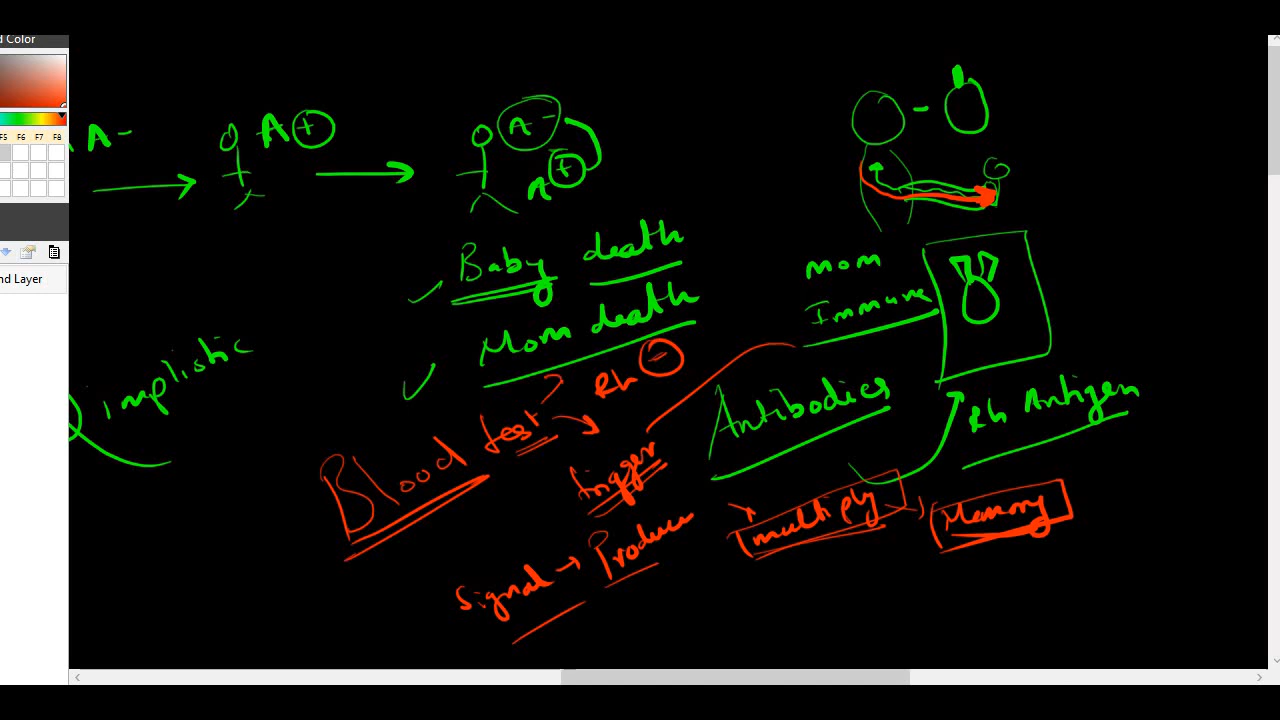 d Color
F5 F6 F7 F8
nd Layer
A-
A+
A-
A+
-
Baby death
Mom death
implistic
Blood test?
Rh -
trigger
Signal → Produce
multiply → Memory
mom
Immune
Antibodies
Rh Antigen